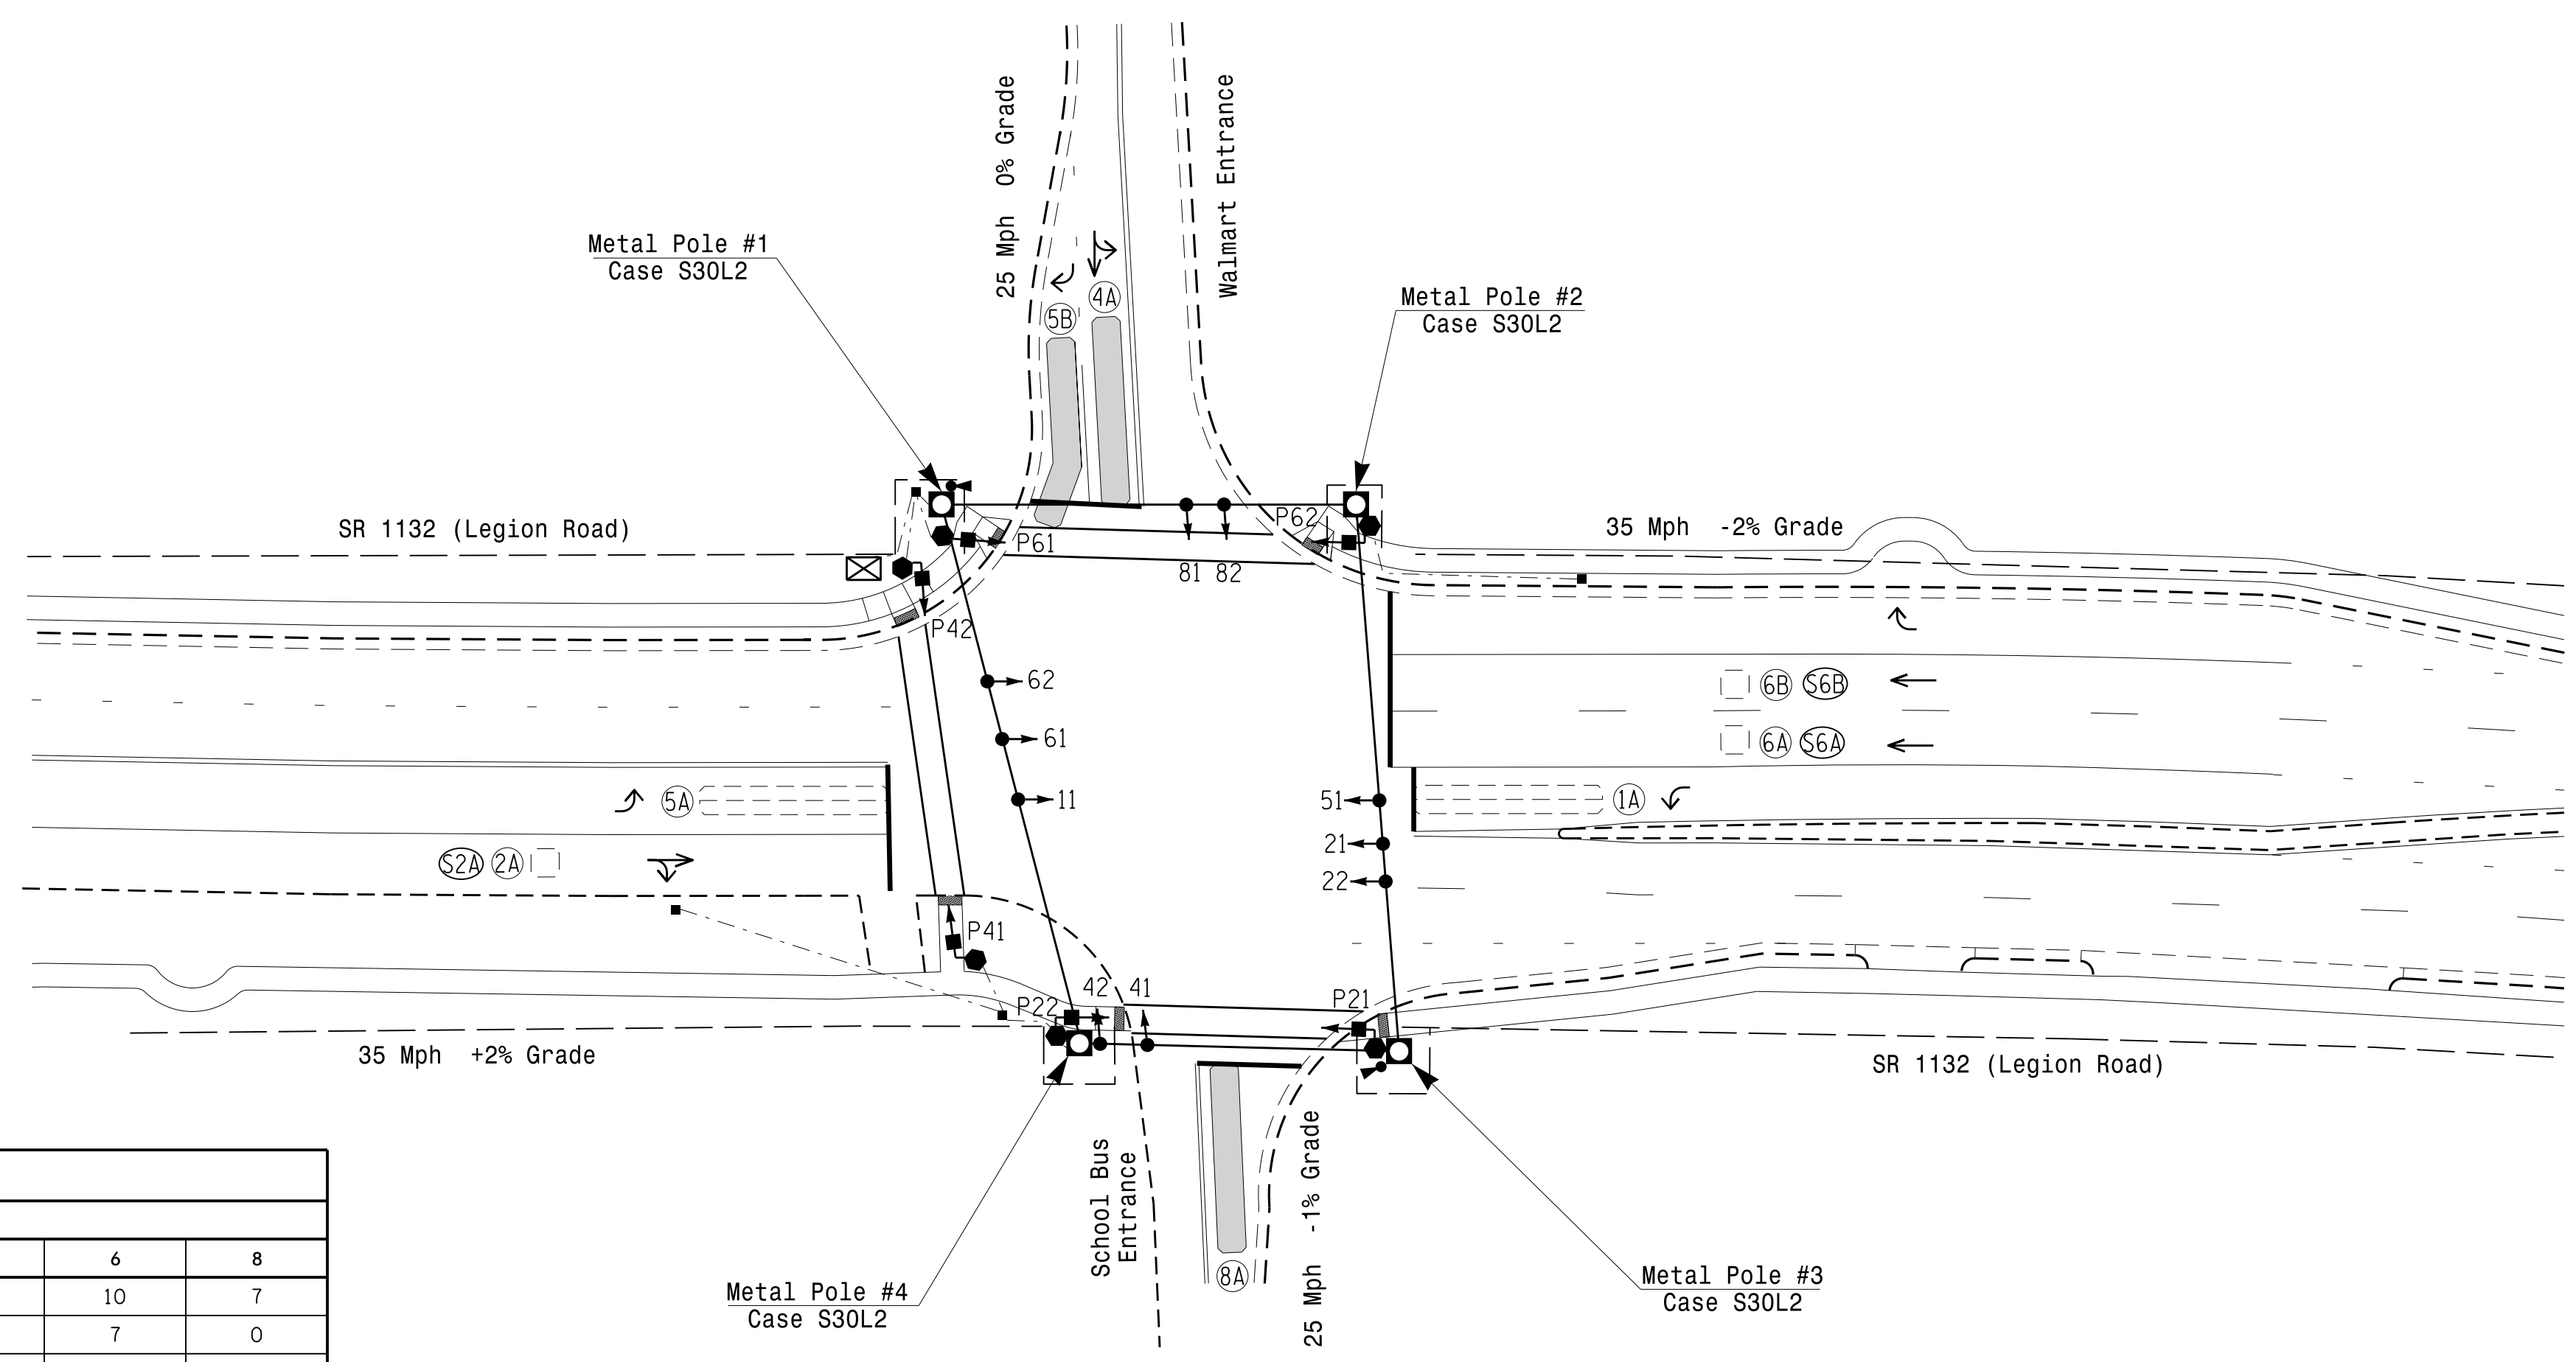 25 Mph 0% Grade
Walmart Entrance
Metal Pole #1
Case S30L2
Metal Pole #2
Case S30L2
4A
5B
SR 1132 (Legion Road)
P61
P62
35 Mph -2% Grade
81 82
P42
62
6B S6B
61
6A S6A
5A
11
51
1A
21
S2A 2A
22
P41
42 41
P22
P21
35 Mph +2% Grade
SR 1132 (Legion Road)
School Bus
Entrance
25 Mph -1% Grade
8A
Metal Pole #4
Case S30L2
Metal Pole #3
Case S30L2
6 8
10 7
7 0